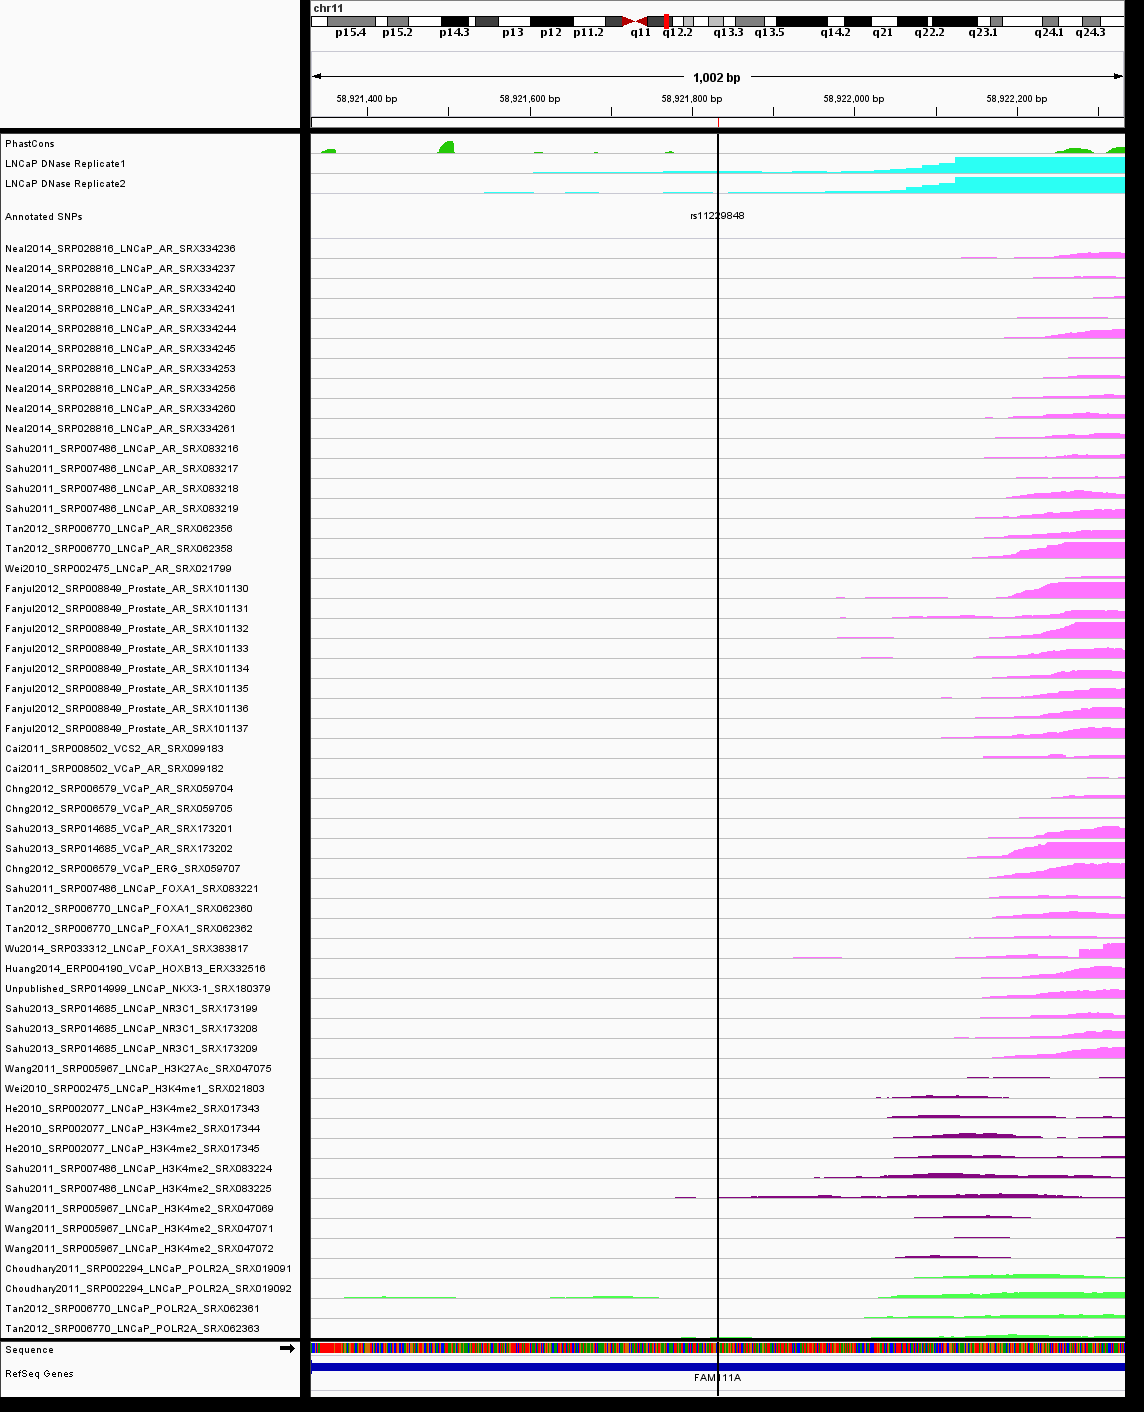 chr11
p15.4 p15.2 p14.3 p13 p12 p11.2 q11 q12.2 q13.3 q13.5 q14.2 q21 q22.2 q23.1 q24.1 q24.3
1,002 bp
58,921,400 bp 58,921,600 bp 58,921,800 bp 58,922,000 bp 58,922,200 bp
PhastCons
LNCaP DNase Replicate1
LNCaP DNase Replicate2
Annotated SNPs rs11229848
Neal2014_SRP028816_LNCaP_AR_SRX334236
Neal2014_SRP028816_LNCaP_AR_SRX334237
Neal2014_SRP028816_LNCaP_AR_SRX334240
Neal2014_SRP028816_LNCaP_AR_SRX334241
Neal2014_SRP028816_LNCaP_AR_SRX334244
Neal2014_SRP028816_LNCaP_AR_SRX334245
Neal2014_SRP028816_LNCaP_AR_SRX334253
Neal2014_SRP028816_LNCaP_AR_SRX334256
Neal2014_SRP028816_LNCaP_AR_SRX334260
Neal2014_SRP028816_LNCaP_AR_SRX334261
Sahu2011_SRP007486_LNCaP_AR_SRX083216
Sahu2011_SRP007486_LNCaP_AR_SRX083217
Sahu2011_SRP007486_LNCaP_AR_SRX083218
Sahu2011_SRP007486_LNCaP_AR_SRX083219
Tan2012_SRP006770_LNCaP_AR_SRX062356
Tan2012_SRP006770_LNCaP_AR_SRX062358
Wei2010_SRP002475_LNCaP_AR_SRX021799
Fanjul2012_SRP008849_Prostate_AR_SRX101130
Fanjul2012_SRP008849_Prostate_AR_SRX101131
Fanjul2012_SRP008849_Prostate_AR_SRX101132
Fanjul2012_SRP008849_Prostate_AR_SRX101133
Fanjul2012_SRP008849_Prostate_AR_SRX101134
Fanjul2012_SRP008849_Prostate_AR_SRX101135
Fanjul2012_SRP008849_Prostate_AR_SRX101136
Fanjul2012_SRP008849_Prostate_AR_SRX101137
Cai2011_SRP008502_VCS2_AR_SRX099183
Cai2011_SRP008502_VCaP_AR_SRX099182
Chng2012_SRP006579_VCaP_AR_SRX059704
Chng2012_SRP006579_VCaP_AR_SRX059705
Sahu2013_SRP014685_VCaP_AR_SRX173201
Sahu2013_SRP014685_VCaP_AR_SRX173202
Chng2012_SRP006579_VCaP_ERG_SRX059707
Sahu2011_SRP007486_LNCaP_FOXA1_SRX083221
Tan2012_SRP006770_LNCaP_FOXA1_SRX062360
Tan2012_SRP006770_LNCaP_FOXA1_SRX062362
Wu2014_SRP033312_LNCaP_FOXA1_SRX383817
Huang2014_ERP004190_VCaP_HOXB13_ERX332516
Unpublished_SRP014999_LNCaP_NKX3-1_SRX180379
Sahu2013_SRP014685_LNCaP_NR3C1_SRX173199
Sahu2013_SRP014685_LNCaP_NR3C1_SRX173208
Sahu2013_SRP014685_LNCaP_NR3C1_SRX173209
Wang2011_SRP005967_LNCaP_H3K27Ac_SRX047075
Wei2010_SRP002475_LNCaP_H3K4me1_SRX021803
He2010_SRP002077_LNCaP_H3K4me2_SRX017343
He2010_SRP002077_LNCaP_H3K4me2_SRX017344
He2010_SRP002077_LNCaP_H3K4me2_SRX017345
Sahu2011_SRP007486_LNCaP_H3K4me2_SRX083224
Sahu2011_SRP007486_LNCaP_H3K4me2_SRX083225
Wang2011_SRP005967_LNCaP_H3K4me2_SRX047069
Wang2011_SRP005967_LNCaP_H3K4me2_SRX047071
Wang2011_SRP005967_LNCaP_H3K4me2_SRX047072
Choudhary2011_SRP002294_LNCaP_POLR2A_SRX019091
Choudhary2011_SRP002294_LNCaP_POLR2A_SRX019092
Tan2012_SRP006770_LNCaP_POLR2A_SRX062361
Tan2012_SRP006770_LNCaP_POLR2A_SRX062363
Sequence
RefSeq Genes
FAM111A